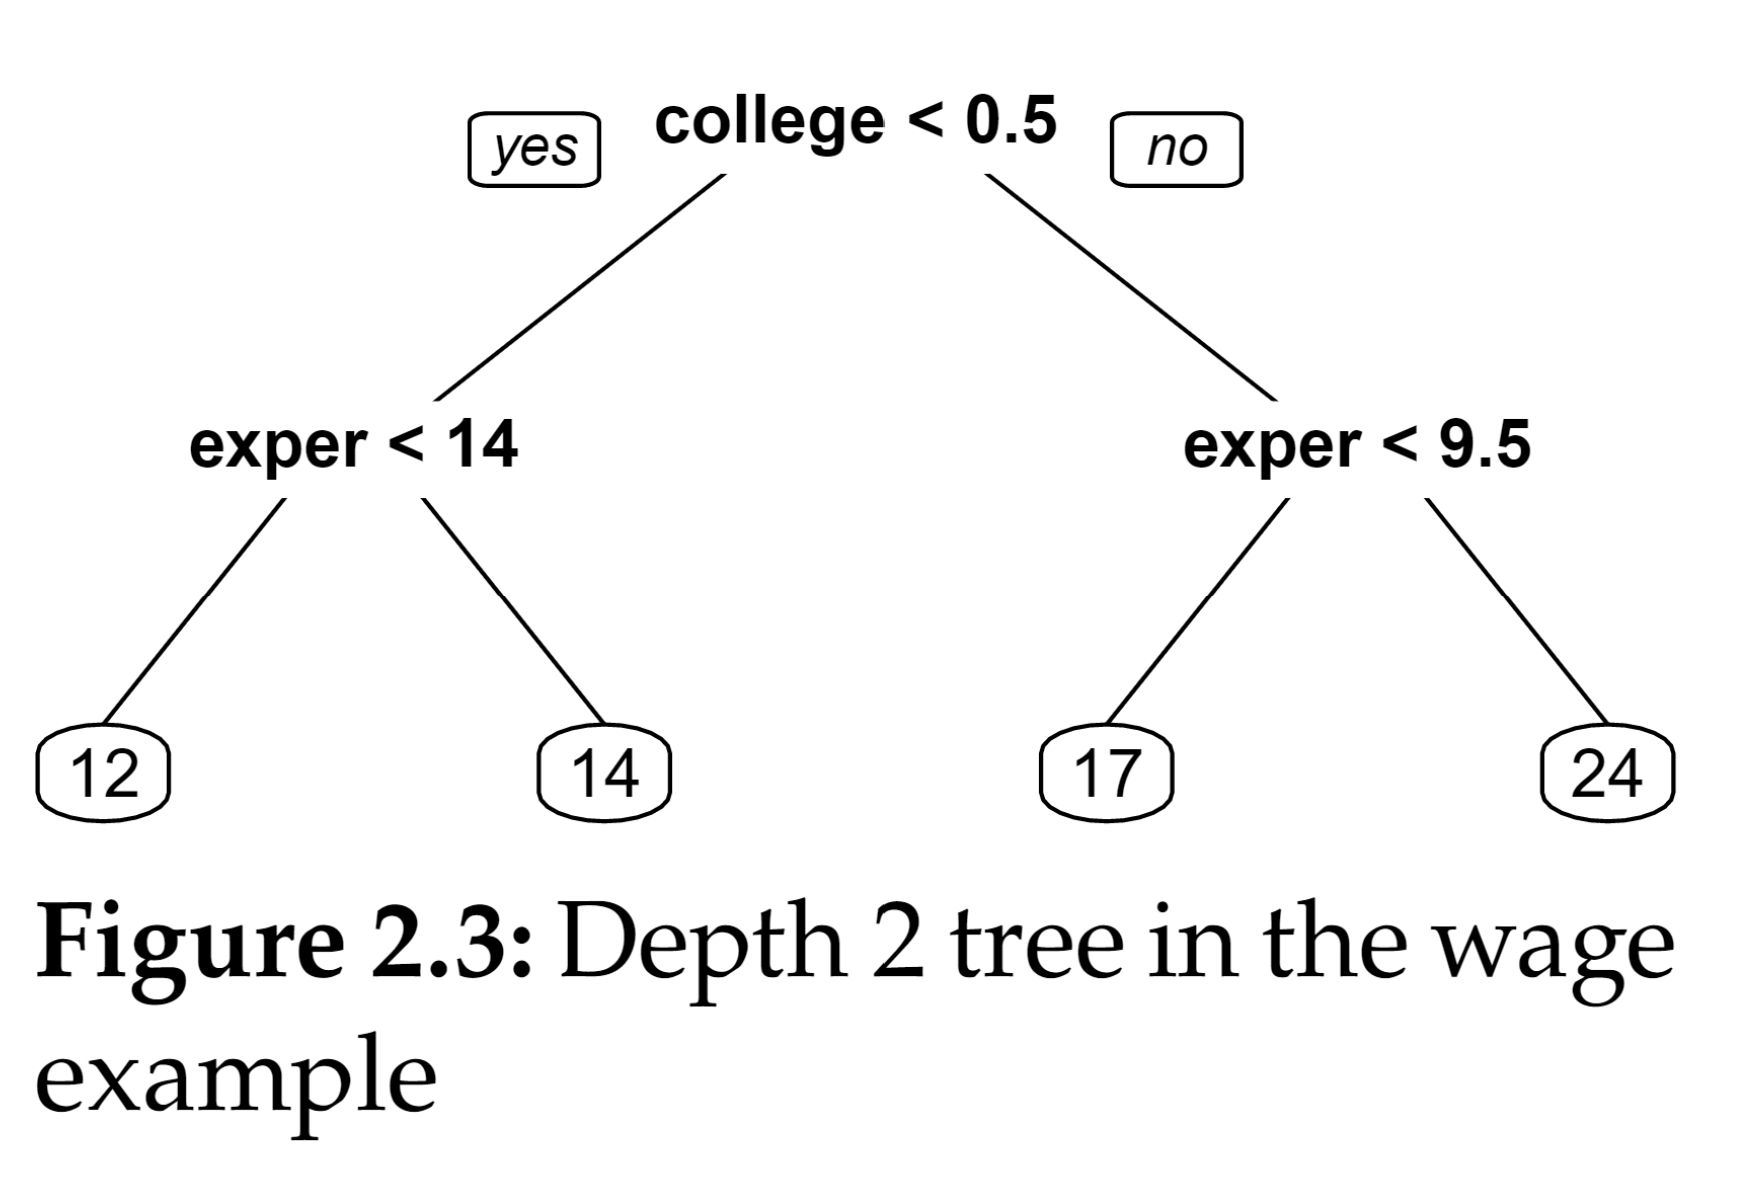 yes college < 0.5 no
exper < 14 exper < 9.5
12 14 17 24
Figure 2.3: Depth 2 tree in the wage
example